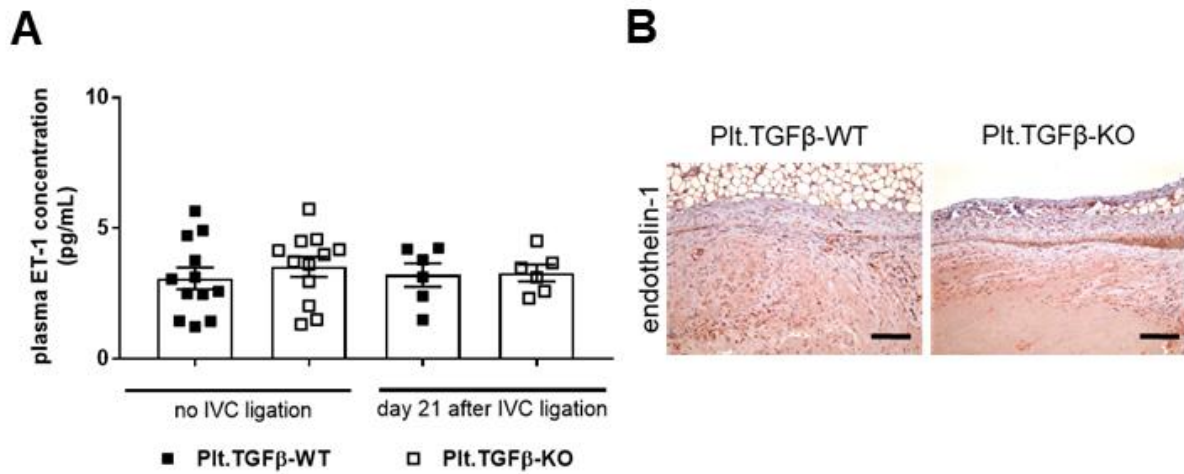 A
B
plasma ET-1 concentration
(pg/mL)
10
5
0
no IVC ligation
day 21 after IVC ligation
Plt.TGFβ-WT
Plt.TGFβ-KO
Plt.TGFβ-WT
Plt.TGFβ-KO
endothelin-1